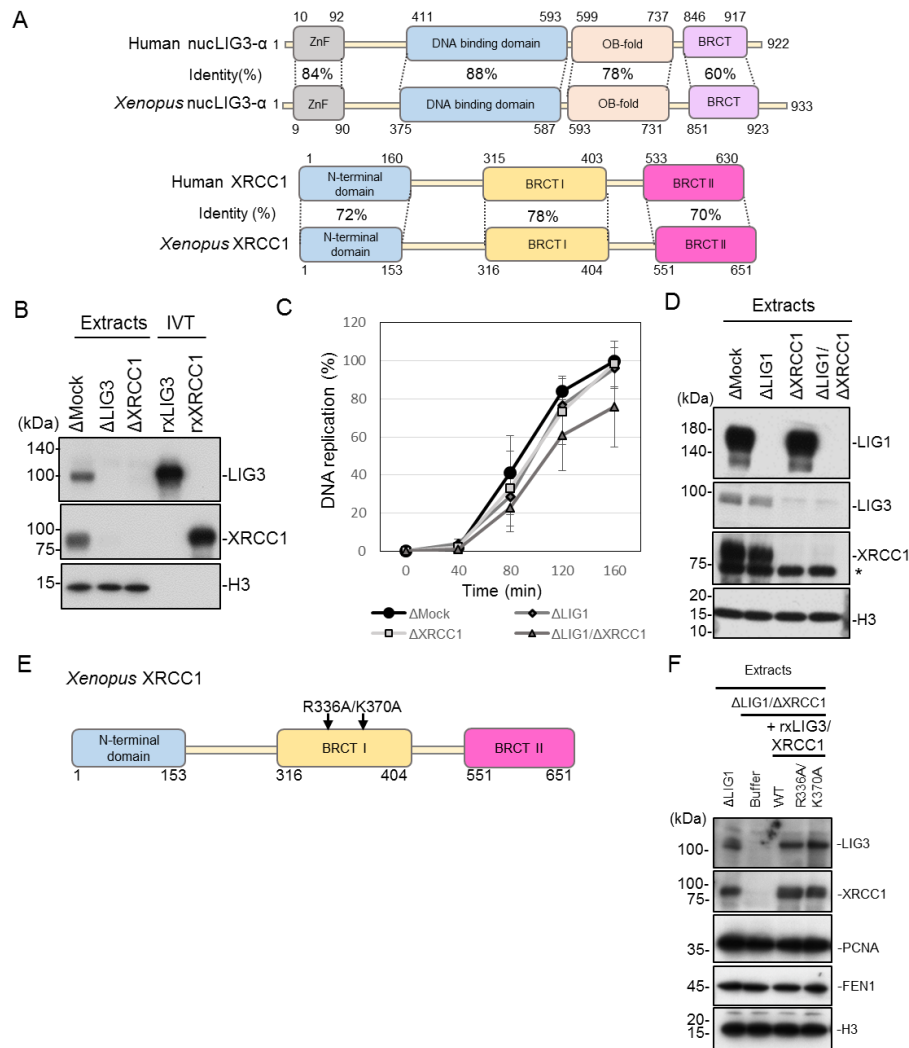 A
10 92 411 593 599 737 846 917
Human nucLIG3-α 1 ZnF DNA binding domain OB-fold BRCT 922
Identity(%) 84% 88% 78% 60%
Xenopus nucLIG3-α 1 ZnF DNA binding domain OB-fold BRCT 933
9 90 375 587 593 731 851 923
1 160 315 403 533 630
Human XRCC1 N-terminal domain BRCT I BRCT II
Identity (%) 72% 78% 70%
Xenopus XRCC1 N-terminal domain BRCT I BRCT II
1 153 316 404 551 651
B
Extracts IVT
ΔMock ΔLIG3 ΔXRCC1 rxLIG3 rxXRCC1
(kDa)
140
100 -LIG3
100
75 -XRCC1
15 -H3
C
DNA replication (%)
120
100
80
60
40
20
0
0 40 80 120 160
Time (min)
ΔMock ΔLIG1
ΔXRCC1 ΔLIG1/ΔXRCC1
D
Extracts
ΔMock ΔLIG1 ΔXRCC1 ΔLIG1/ΔXRCC1
(kDa)
180
140 -LIG1
100 -LIG3
-XRCC1
75 *
20
15 -H3
10
E
Xenopus XRCC1
R336A/K370A
N-terminal domain BRCT I BRCT II
1 153 316 404 551 651
F
Extracts
ΔLIG1/ΔXRCC1
+ rxLIG3/
XRCC1
ΔLIG1 Buffer WT R336A/K370A
(kDa)
100- -LIG3
100-
75- -XRCC1
35- -PCNA
45- -FEN1
20-
15- -H3